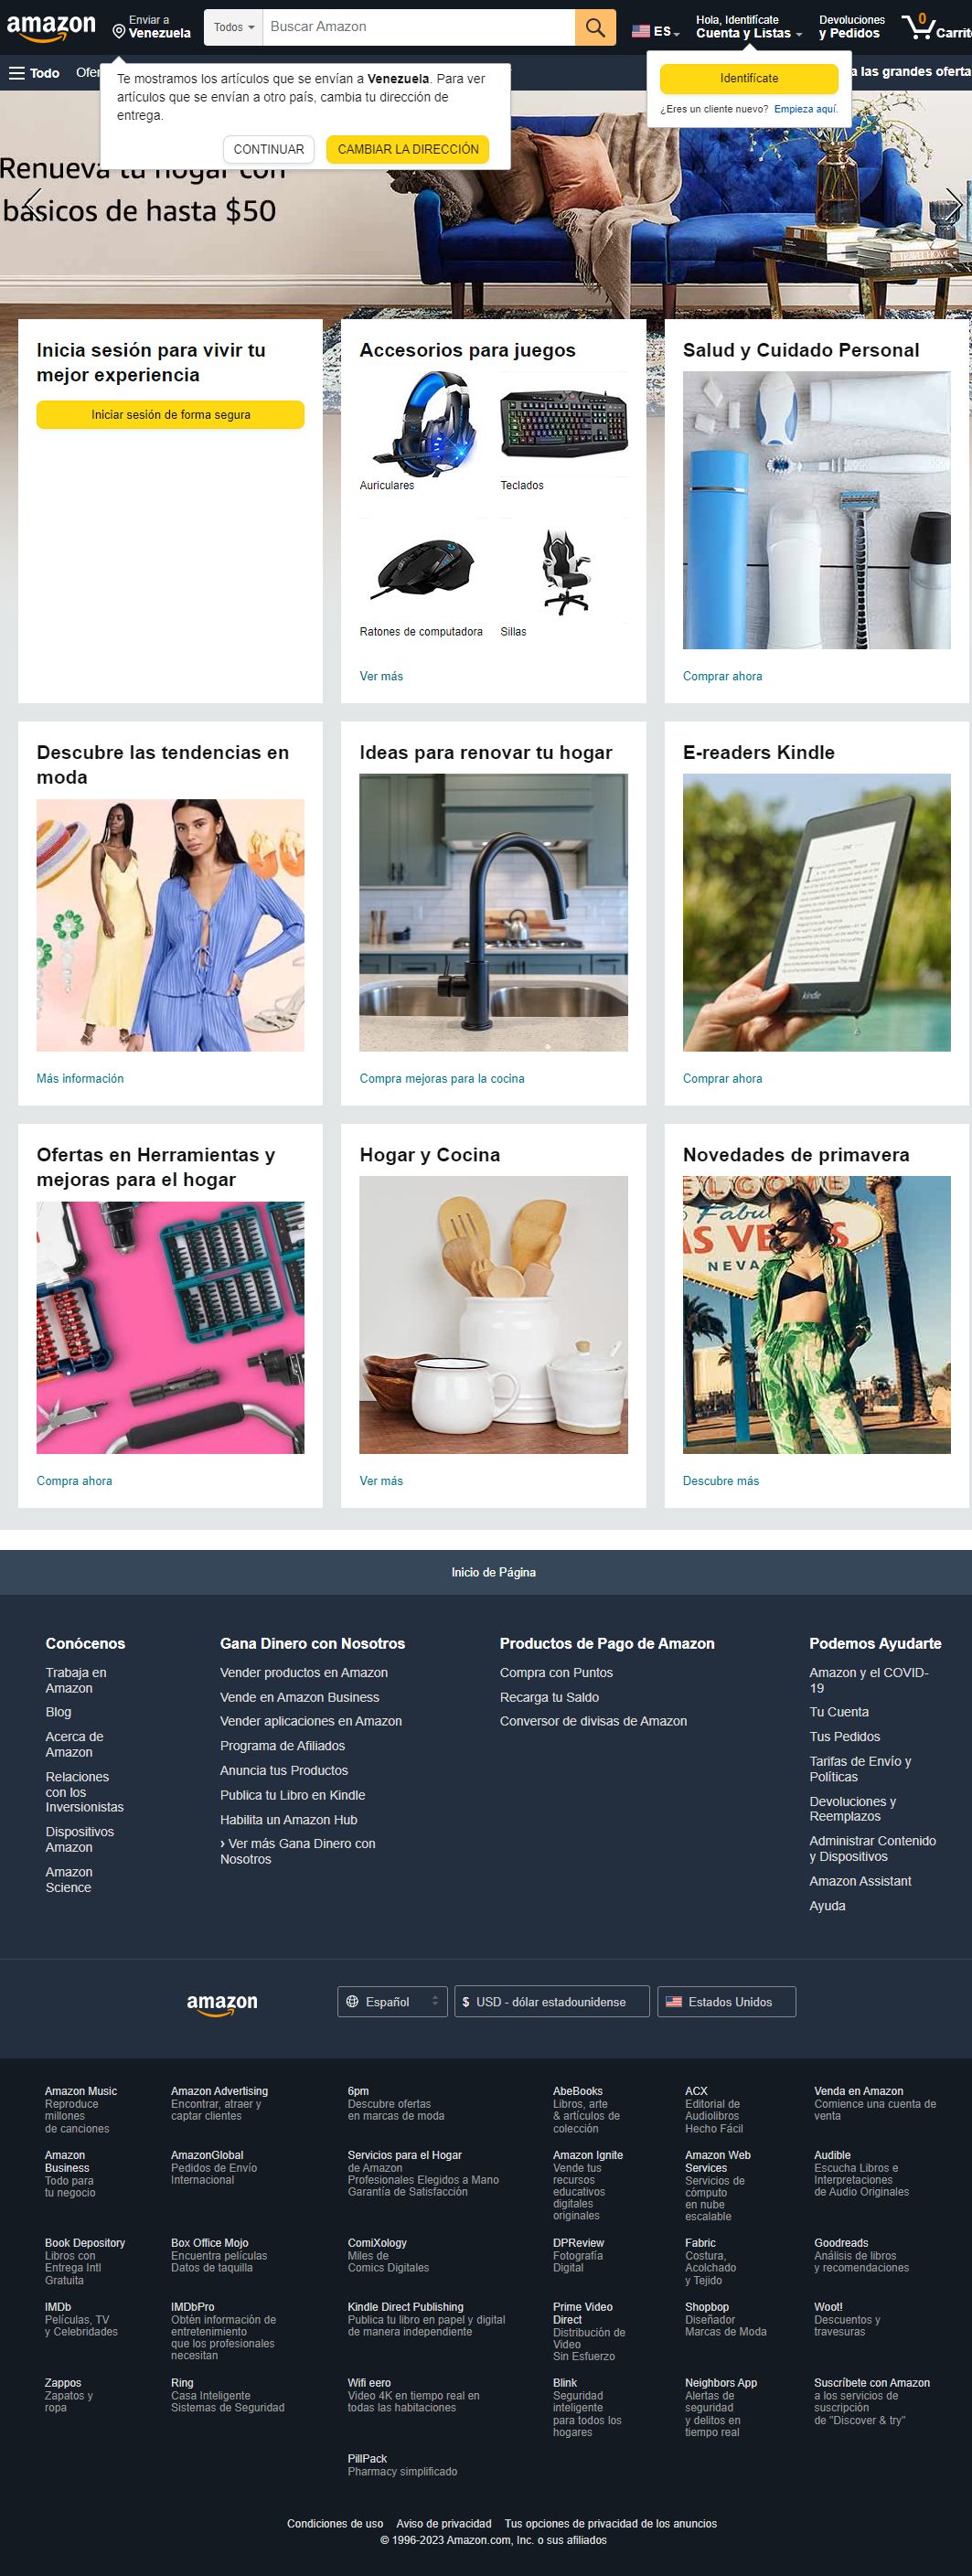 amazon
Enviar a
Venezuela
Todos
Buscar Amazon
ES
Hola, Identifícate
Cuenta y Listas
Devoluciones
y Pedidos
0
Carrit
Todo
Ofer
a las grandes oferta
Te mostramos los artículos que se envían a Venezuela. Para ver
artículos que se envían a otro país, cambia tu dirección de
entrega.
CONTINUAR
CAMBIAR LA DIRECCIÓN
Identifícate
¿Eres un cliente nuevo? Empieza aquí.
Renueva tu hogar con
básicos de hasta $50
Inicia sesión para vivir tu
mejor experiencia
Iniciar sesión de forma segura
Accesorios para juegos
Auriculares
Teclados
Ratones de computadora
Sillas
Ver más
Salud y Cuidado Personal
Comprar ahora
Descubre las tendencias en
moda
Más información
Ideas para renovar tu hogar
Compra mejoras para la cocina
E-readers Kindle
kindle
Comprar ahora
Ofertas en Herramientas y
mejoras para el hogar
Compra ahora
Hogar y Cocina
Ver más
Novedades de primavera
Fabul
AS VE
NEVA
Descubre más
Inicio de Página
Conócenos
Trabaja en
Amazon
Blog
Acerca de
Amazon
Relaciones
con los
Inversionistas
Dispositivos
Amazon
Amazon
Science
Gana Dinero con Nosotros
Vender productos en Amazon
Vende en Amazon Business
Vender aplicaciones en Amazon
Programa de Afiliados
Anuncia tus Productos
Publica tu Libro en Kindle
Habilita un Amazon Hub
› Ver más Gana Dinero con
Nosotros
Productos de Pago de Amazon
Compra con Puntos
Recarga tu Saldo
Conversor de divisas de Amazon
Podemos Ayudarte
Amazon y el COVID-
19
Tu Cuenta
Tus Pedidos
Tarifas de Envío y
Políticas
Devoluciones y
Reemplazos
Administrar Contenido
y Dispositivos
Amazon Assistant
Ayuda
amazon
Español
$ USD - dólar estadounidense
Estados Unidos
Amazon Music
Reproduce
millones
de canciones
Amazon Advertising
Encontrar, atraer y
captar clientes
6pm
Descubre ofertas
en marcas de moda
AbeBooks
Libros, arte
& artículos de
colección
ACX
Editorial de
Audiolibros
Hecho Fácil
Venda en Amazon
Comience una cuenta de
venta
Amazon
Business
Todo para
tu negocio
AmazonGlobal
Pedidos de Envío
Internacional
Servicios para el Hogar
de Amazon
Profesionales Elegidos a Mano
Garantía de Satisfacción
Amazon Ignite
Vende tus
recursos
educativos
digitales
originales
Amazon Web
Services
Servicios de
cómputo
en nube
escalable
Audible
Escucha Libros e
Interpretaciones
de Audio Originales
Book Depository
Libros con
Entrega Intl
Gratuita
Box Office Mojo
Encuentra películas
Datos de taquilla
ComiXology
Miles de
Comics Digitales
DPReview
Fotografía
Digital
Fabric
Costura,
Acolchado
y Tejido
Goodreads
Análisis de libros
y recomendaciones
IMDb
Películas, TV
y Celebridades
IMDbPro
Obtén información de
entretenimiento
que los profesionales
necesitan
Kindle Direct Publishing
Publica tu libro en papel y digital
de manera independiente
Prime Video
Direct
Distribución de
Video
Sin Esfuerzo
Shopbop
Diseñador
Marcas de Moda
Woot!
Descuentos y
travesuras
Zappos
Zapatos y
ropa
Ring
Casa Inteligente
Sistemas de Seguridad
Wifi eero
Video 4K en tiempo real en
todas las habitaciones
Blink
Seguridad
inteligente
para todos los
hogares
Neighbors App
Alertas de
seguridad
y delitos en
tiempo real
Suscríbete con Amazon
a los servicios de
suscripción
de "Discover & try"
PillPack
Pharmacy simplificado
Condiciones de uso Aviso de privacidad Tus opciones de privacidad de los anuncios
© 1996-2023 Amazon.com, Inc. o sus afiliados